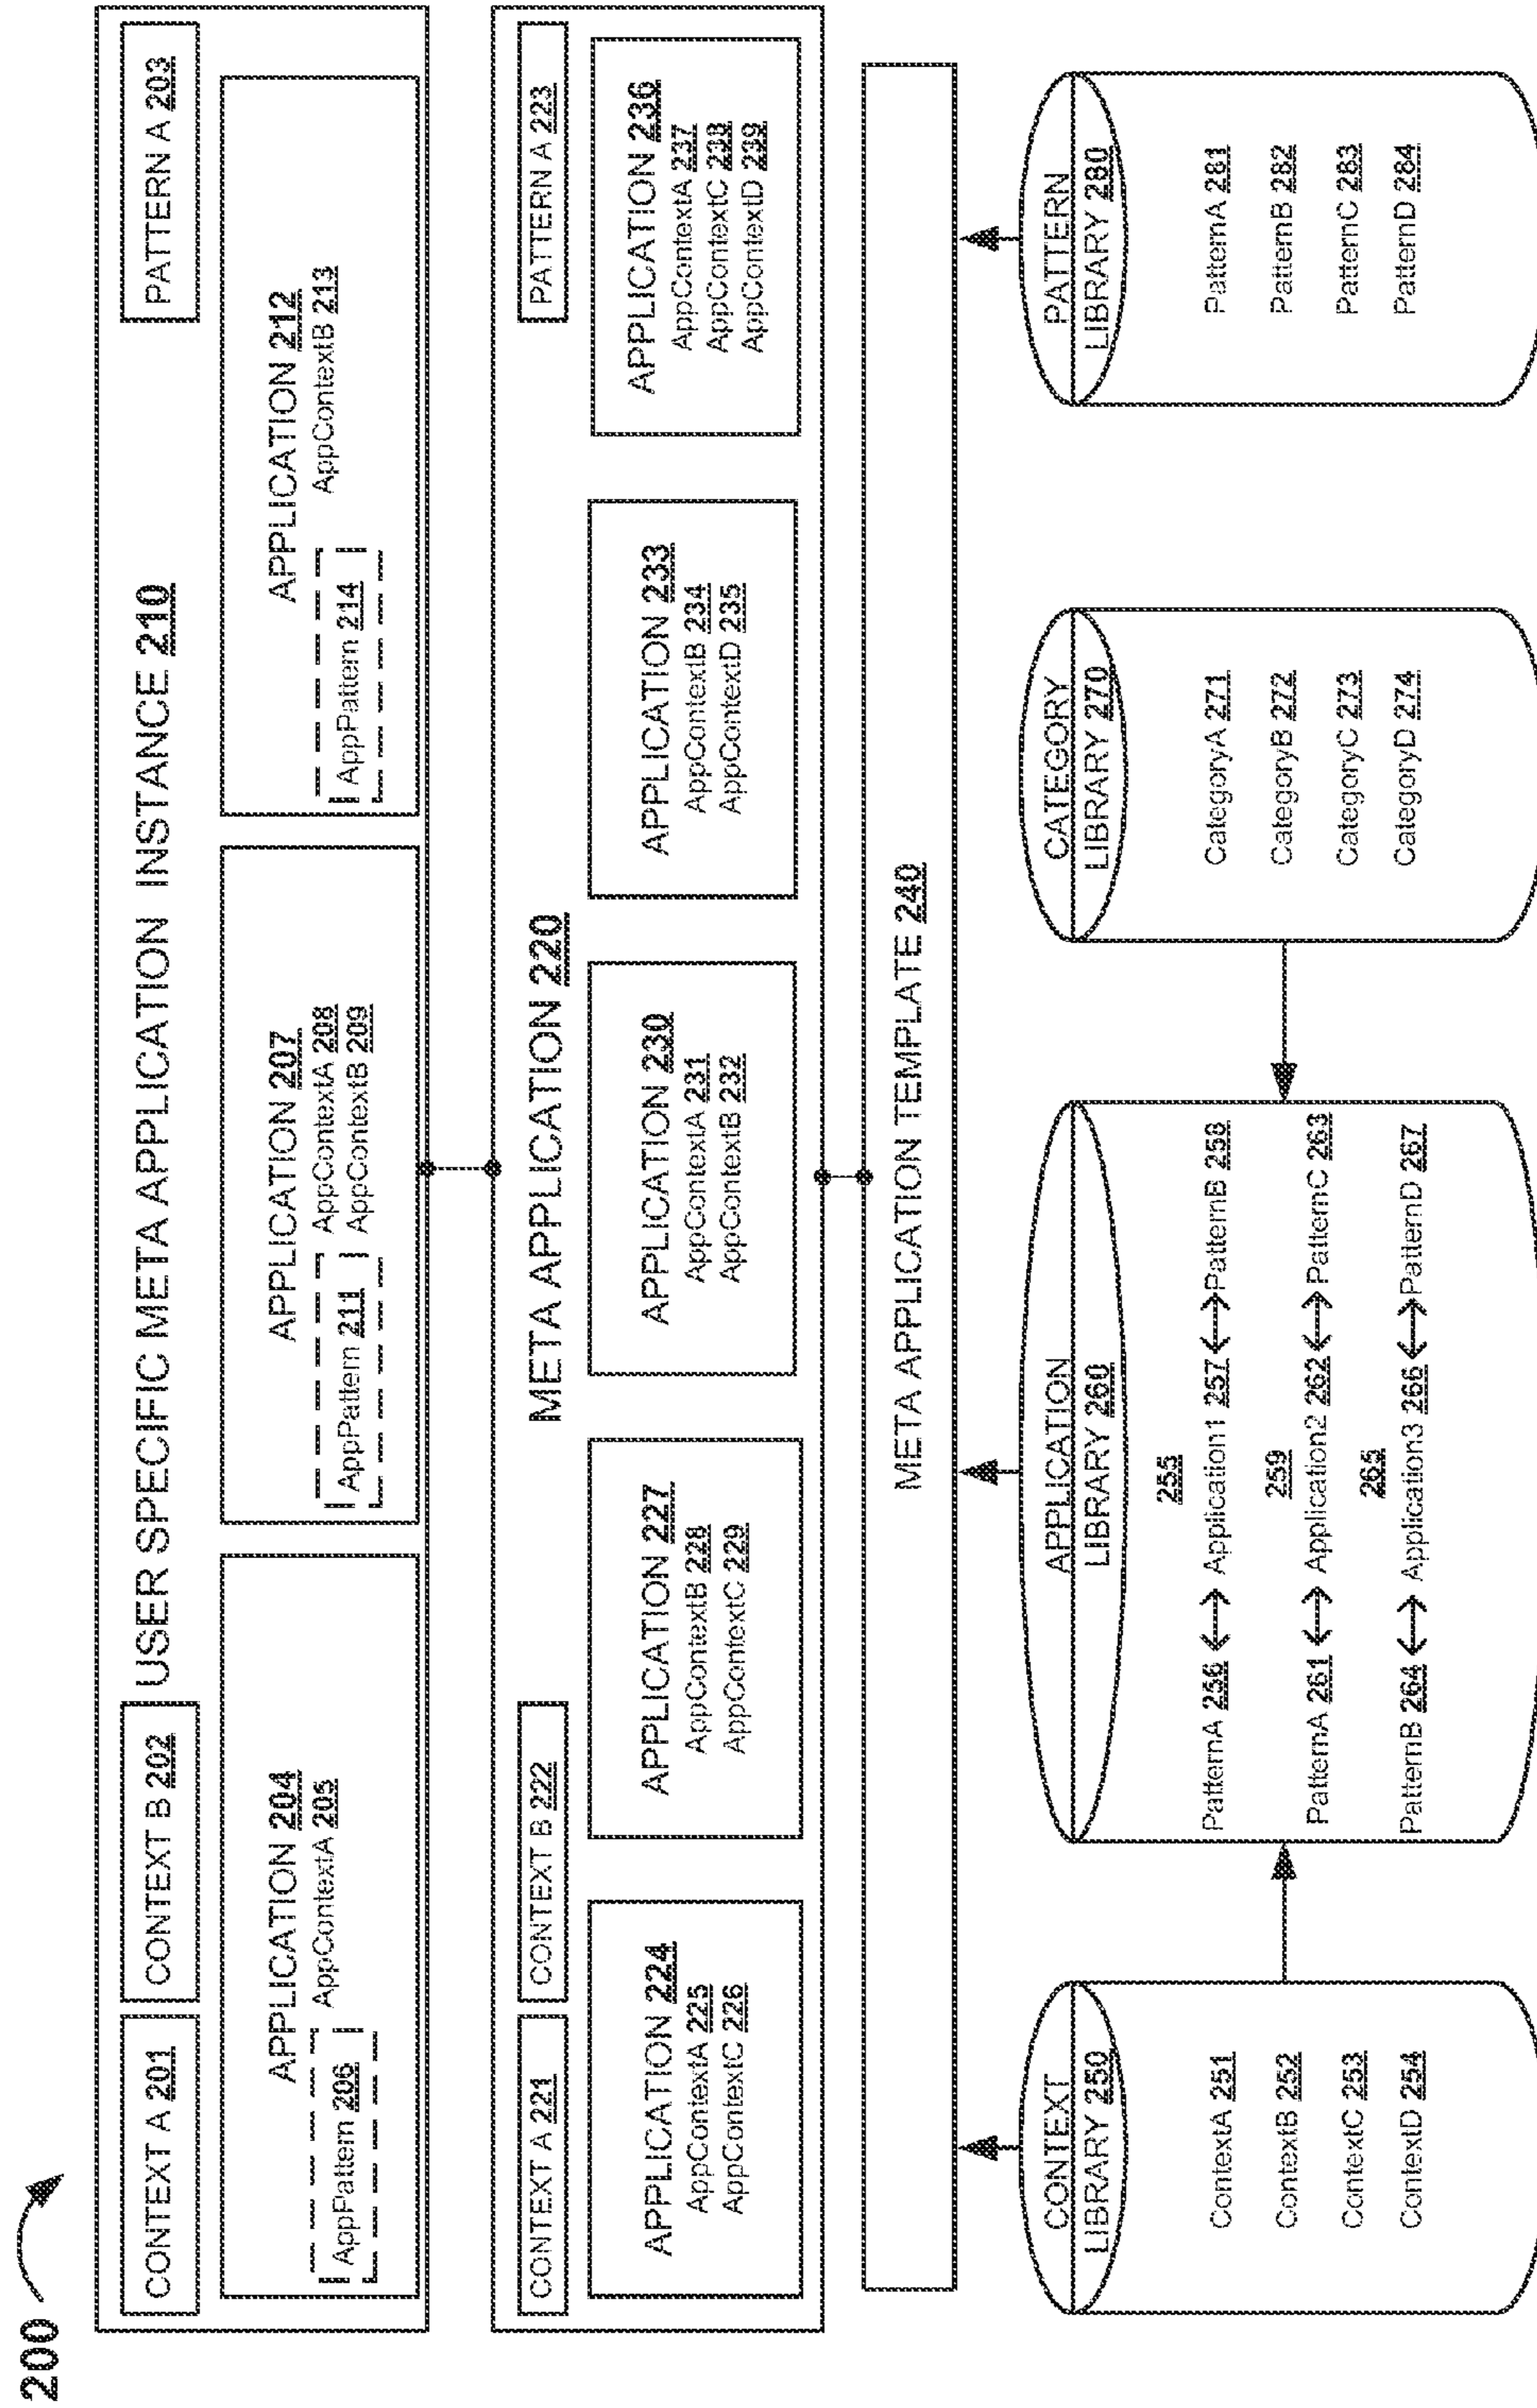 200
CONTEXT A 201
CONTEXT B 202
USER SPECIFIC META APPLICATION INSTANCE 210
PATTERN A 203
APPLICATION 204
AppContextA 205
AppPattern 206
APPLICATION 207
AppContextA 208
AppContextB 209
AppPattern 211
APPLICATION 212
AppContextB 213
AppPattern 214
CONTEXT A 221
CONTEXT B 222
META APPLICATION 220
PATTERN A 223
APPLICATION 224
AppContextA 225
AppContextC 226
APPLICATION 227
AppContextB 228
AppContextC 229
APPLICATION 230
AppContextA 231
AppContextB 232
APPLICATION 233
AppContextB 234
AppContextD 235
APPLICATION 236
AppContextA 237
AppContextC 238
AppContextD 239
META APPLICATION TEMPLATE 240
CONTEXT
LIBRARY 250
ContextA 251
ContextB 252
ContextC 253
ContextD 254
APPLICATION
LIBRARY 260
255
PatternA 256 ↔ Application1 257 ↔ PatternB 258
259
PatternA 261 ↔ Application2 262 ↔ PatternC 263
265
PatternB 264 ↔ Application3 266 ↔ PatternD 267
CATEGORY
LIBRARY 270
CategoryA 271
CategoryB 272
CategoryC 273
CategoryD 274
PATTERN
LIBRARY 280
PatternA 281
PatternB 282
PatternC 283
PatternD 284